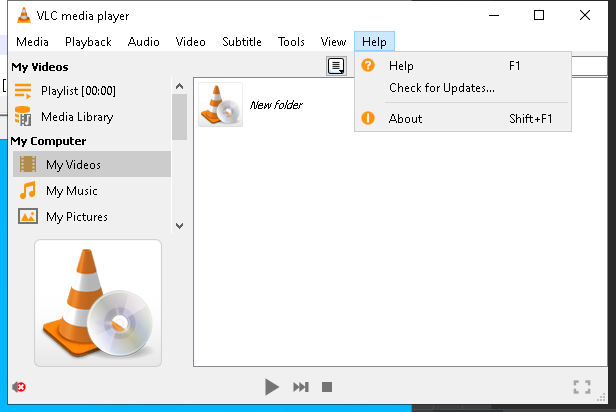 VLC media player
Media Playback Audio Video Subtitle Tools View Help
My Videos
Playlist [00:00]
Media Library
My Computer
My Videos
My Music
My Pictures
New folder
Help F1
Check for Updates...
About Shift+F1